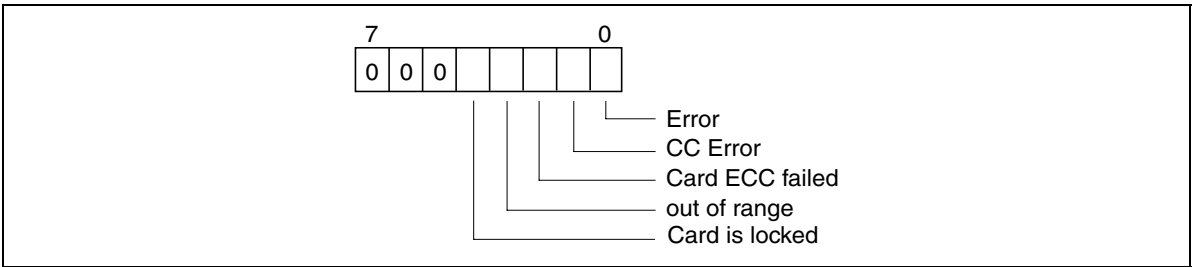 7 0
0 0 0
Error
CC Error
Card ECC failed
out of range
Card is locked